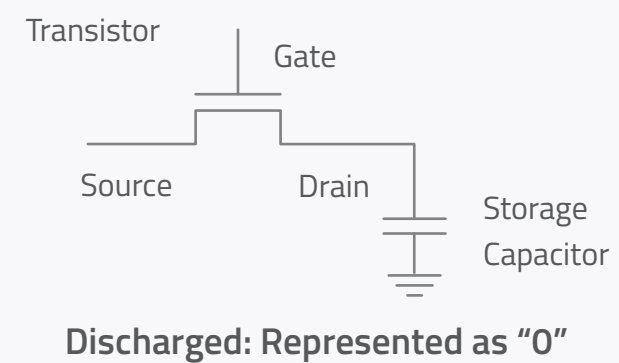 Transistor
Gate
Source
Drain
Storage
Capacitor
Discharged: Represented as “0”